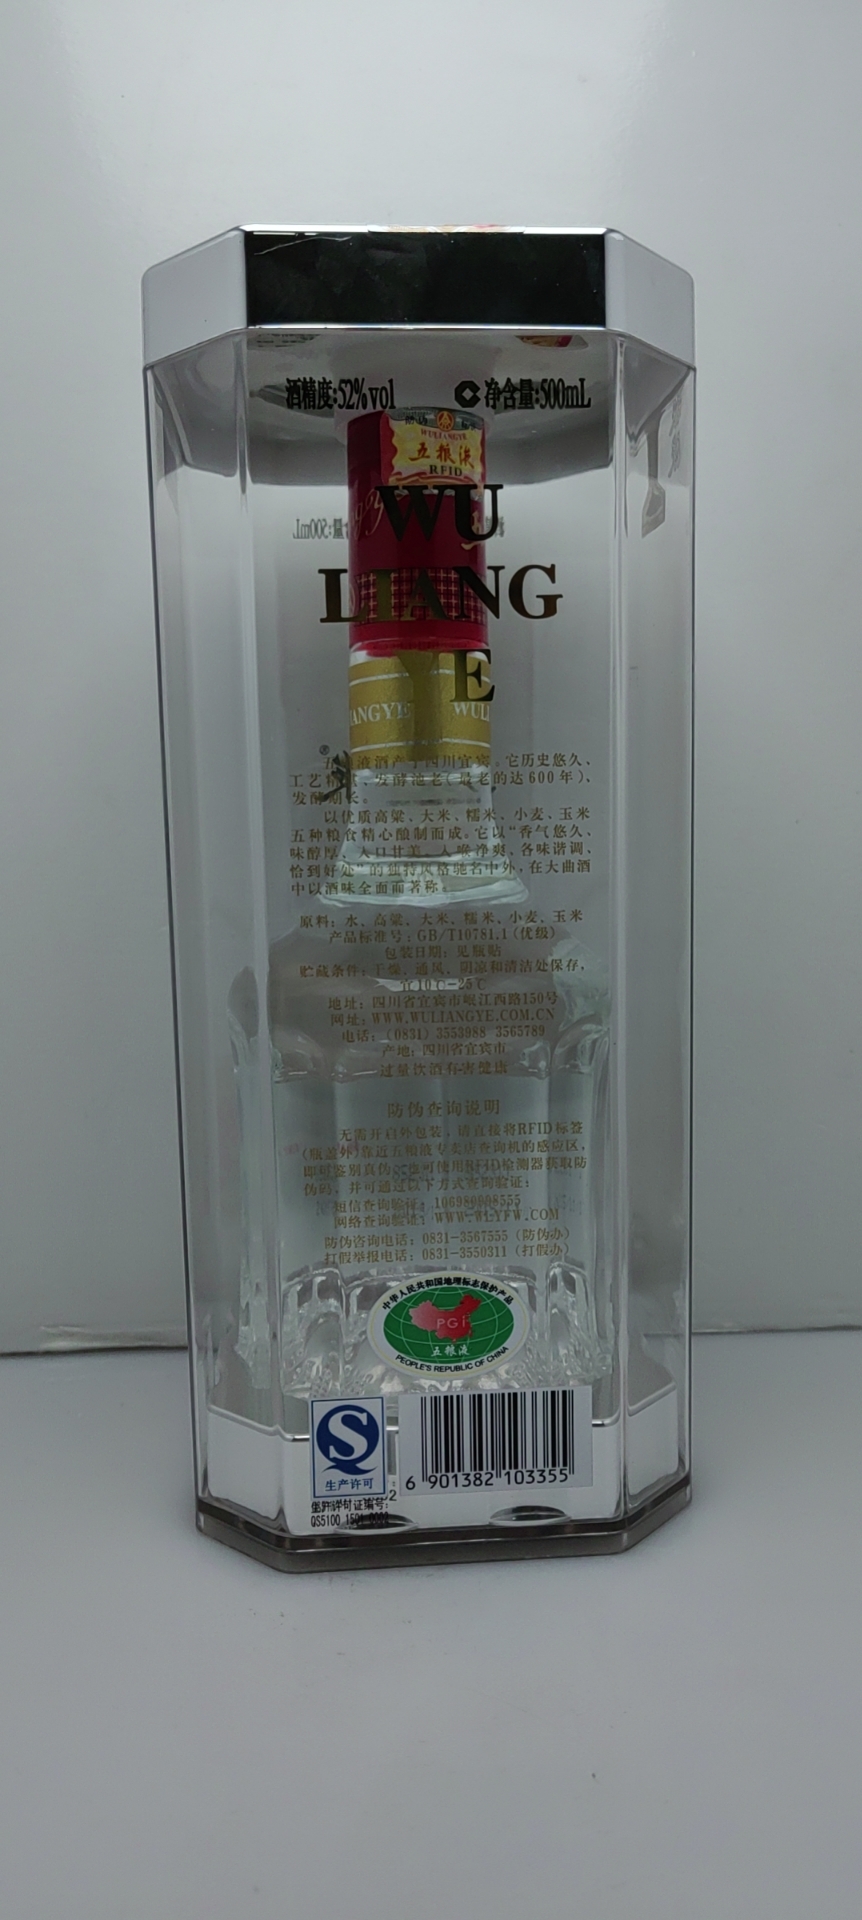 酒精度:52%vol 净含量:500mL
WULIANGYE
五粮液
RFID
WU
LIANG
YE
ANGYE WULI
液酒产于四川宜宾。它历史悠久、
工艺 、发酵池老(最老的达600年)、
发酵期长。
以优质高粱、大米、糯米、小麦、玉米
五种粮食精心酿制而成。它以“香气悠久、
味醇厚、入口甘美、入喉净爽、各味谐调、
恰到好处”的独特风格驰名中外,在大曲酒
中以酒味全面而著称。
原料:水、高粱、大米、糯米、小麦、玉米
产品标准号:GB/T10781.1(优级)
包装日期:见瓶贴
贮藏条件:干燥、通风、阴凉和清洁处保存,
宜10℃-25℃
地址:四川省宜宾市岷江西路150号
网址:WWW.WULIANGYE.COM.CN
电话:(0831) 3553988 3565789
产地:四川省宜宾市
过量饮酒有害健康
防伪查询说明
无需开启外包装,请直接将RFID标签
(瓶盖外)靠近五粮液专卖店查询机的感应区,
即可鉴别真伪;也可使用RFID检测器获取防
伪码,并可通过以下方式查询验证:
短信查询验证:106980898555
网络查询验证:WWW.WLYFW.COM
防伪咨询电话:0831-3567555(防伪办)
打假举报电话:0831-3550311(打假办)
中华人民共和国地理标志保护产品
PGI
五粮液
PEOPLE'S REPUBLIC OF CHINA
S
生产许可
6 901382 103355
生产许可证编号:
QS5100 1501